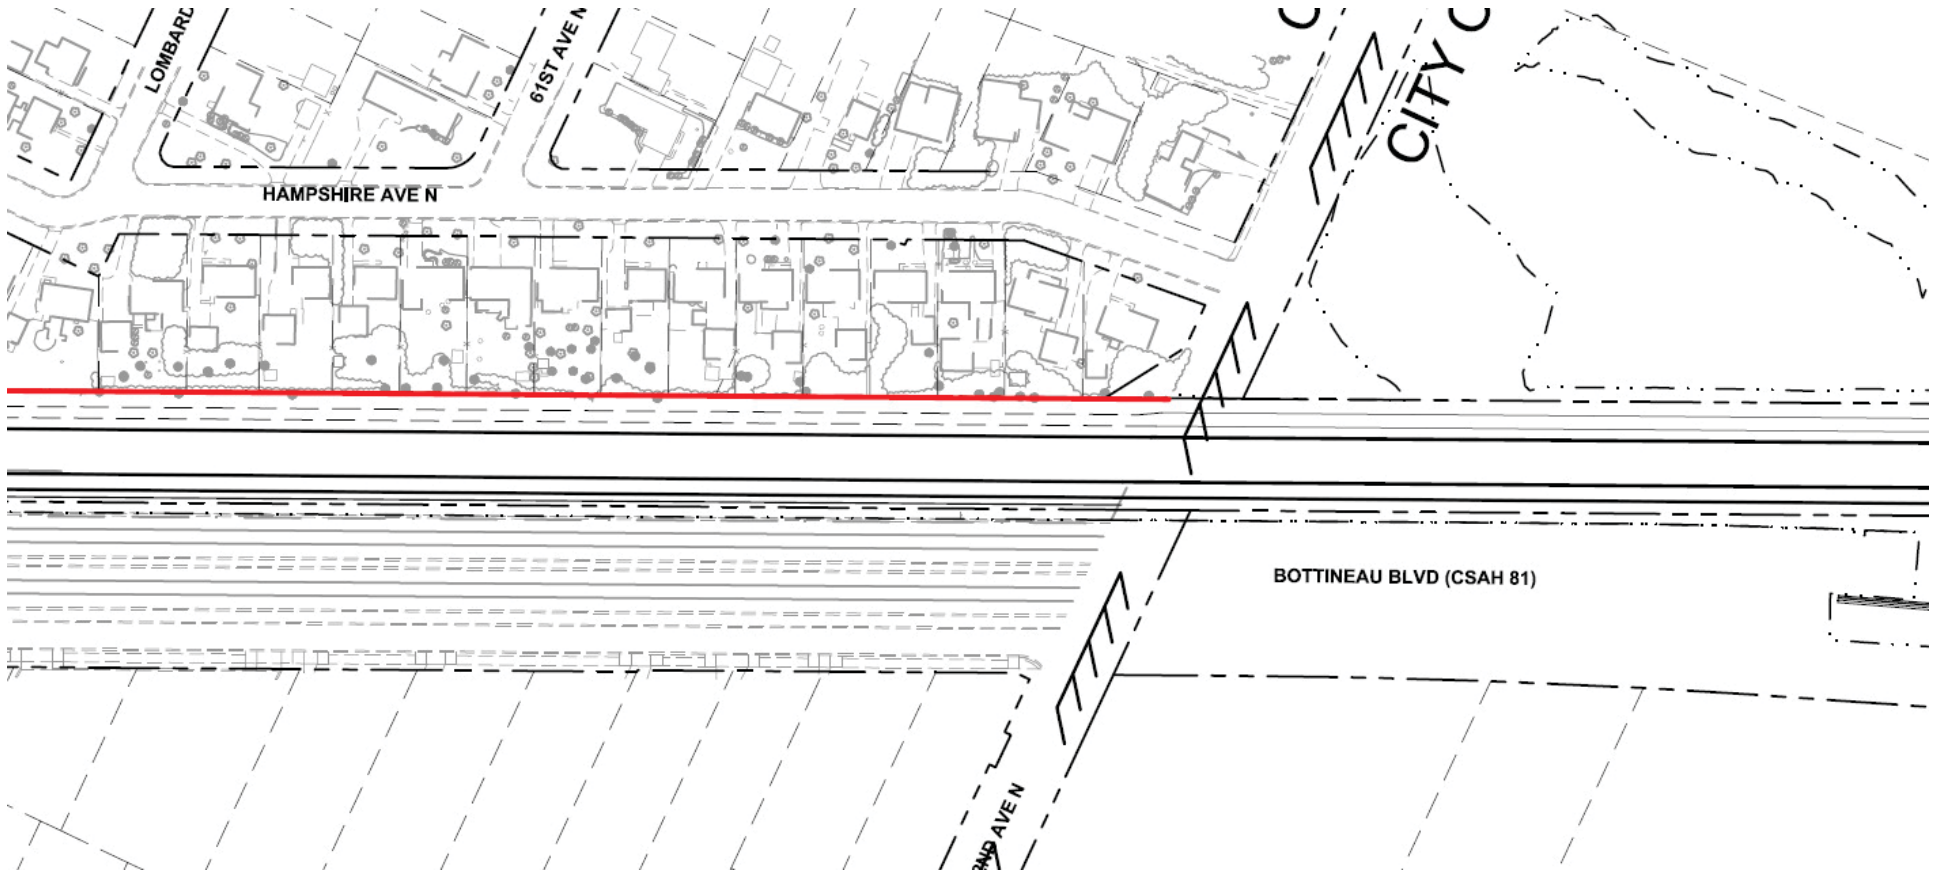 LOMBARD
61ST AVE N
CITY
HAMPSHIRE AVE N
BOTTINEAU BLVD (CSAH 81)
AVE N